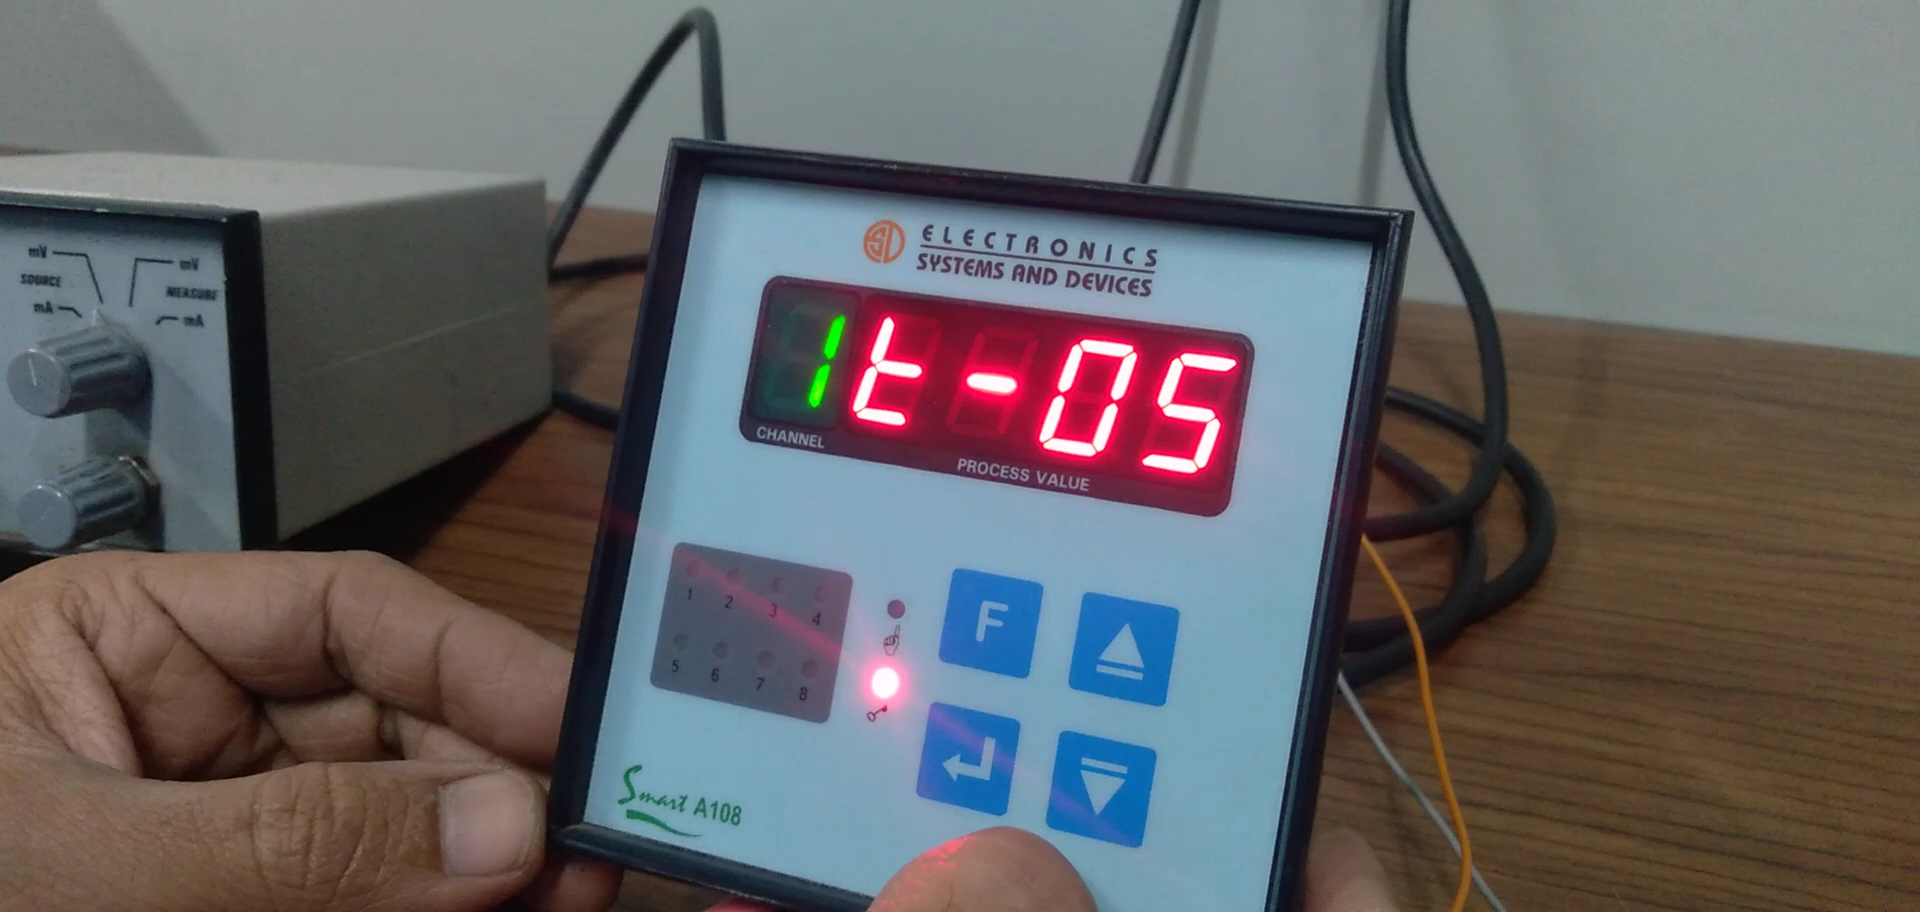 mV
mV
SOURCE
MEASURE
mA
mA
SD ELECTRONICS
SYSTEMS AND DEVICES
1 t-05
CHANNEL
PROCESS VALUE
1 2 3 4
5 6 7 8
F
Smart A108